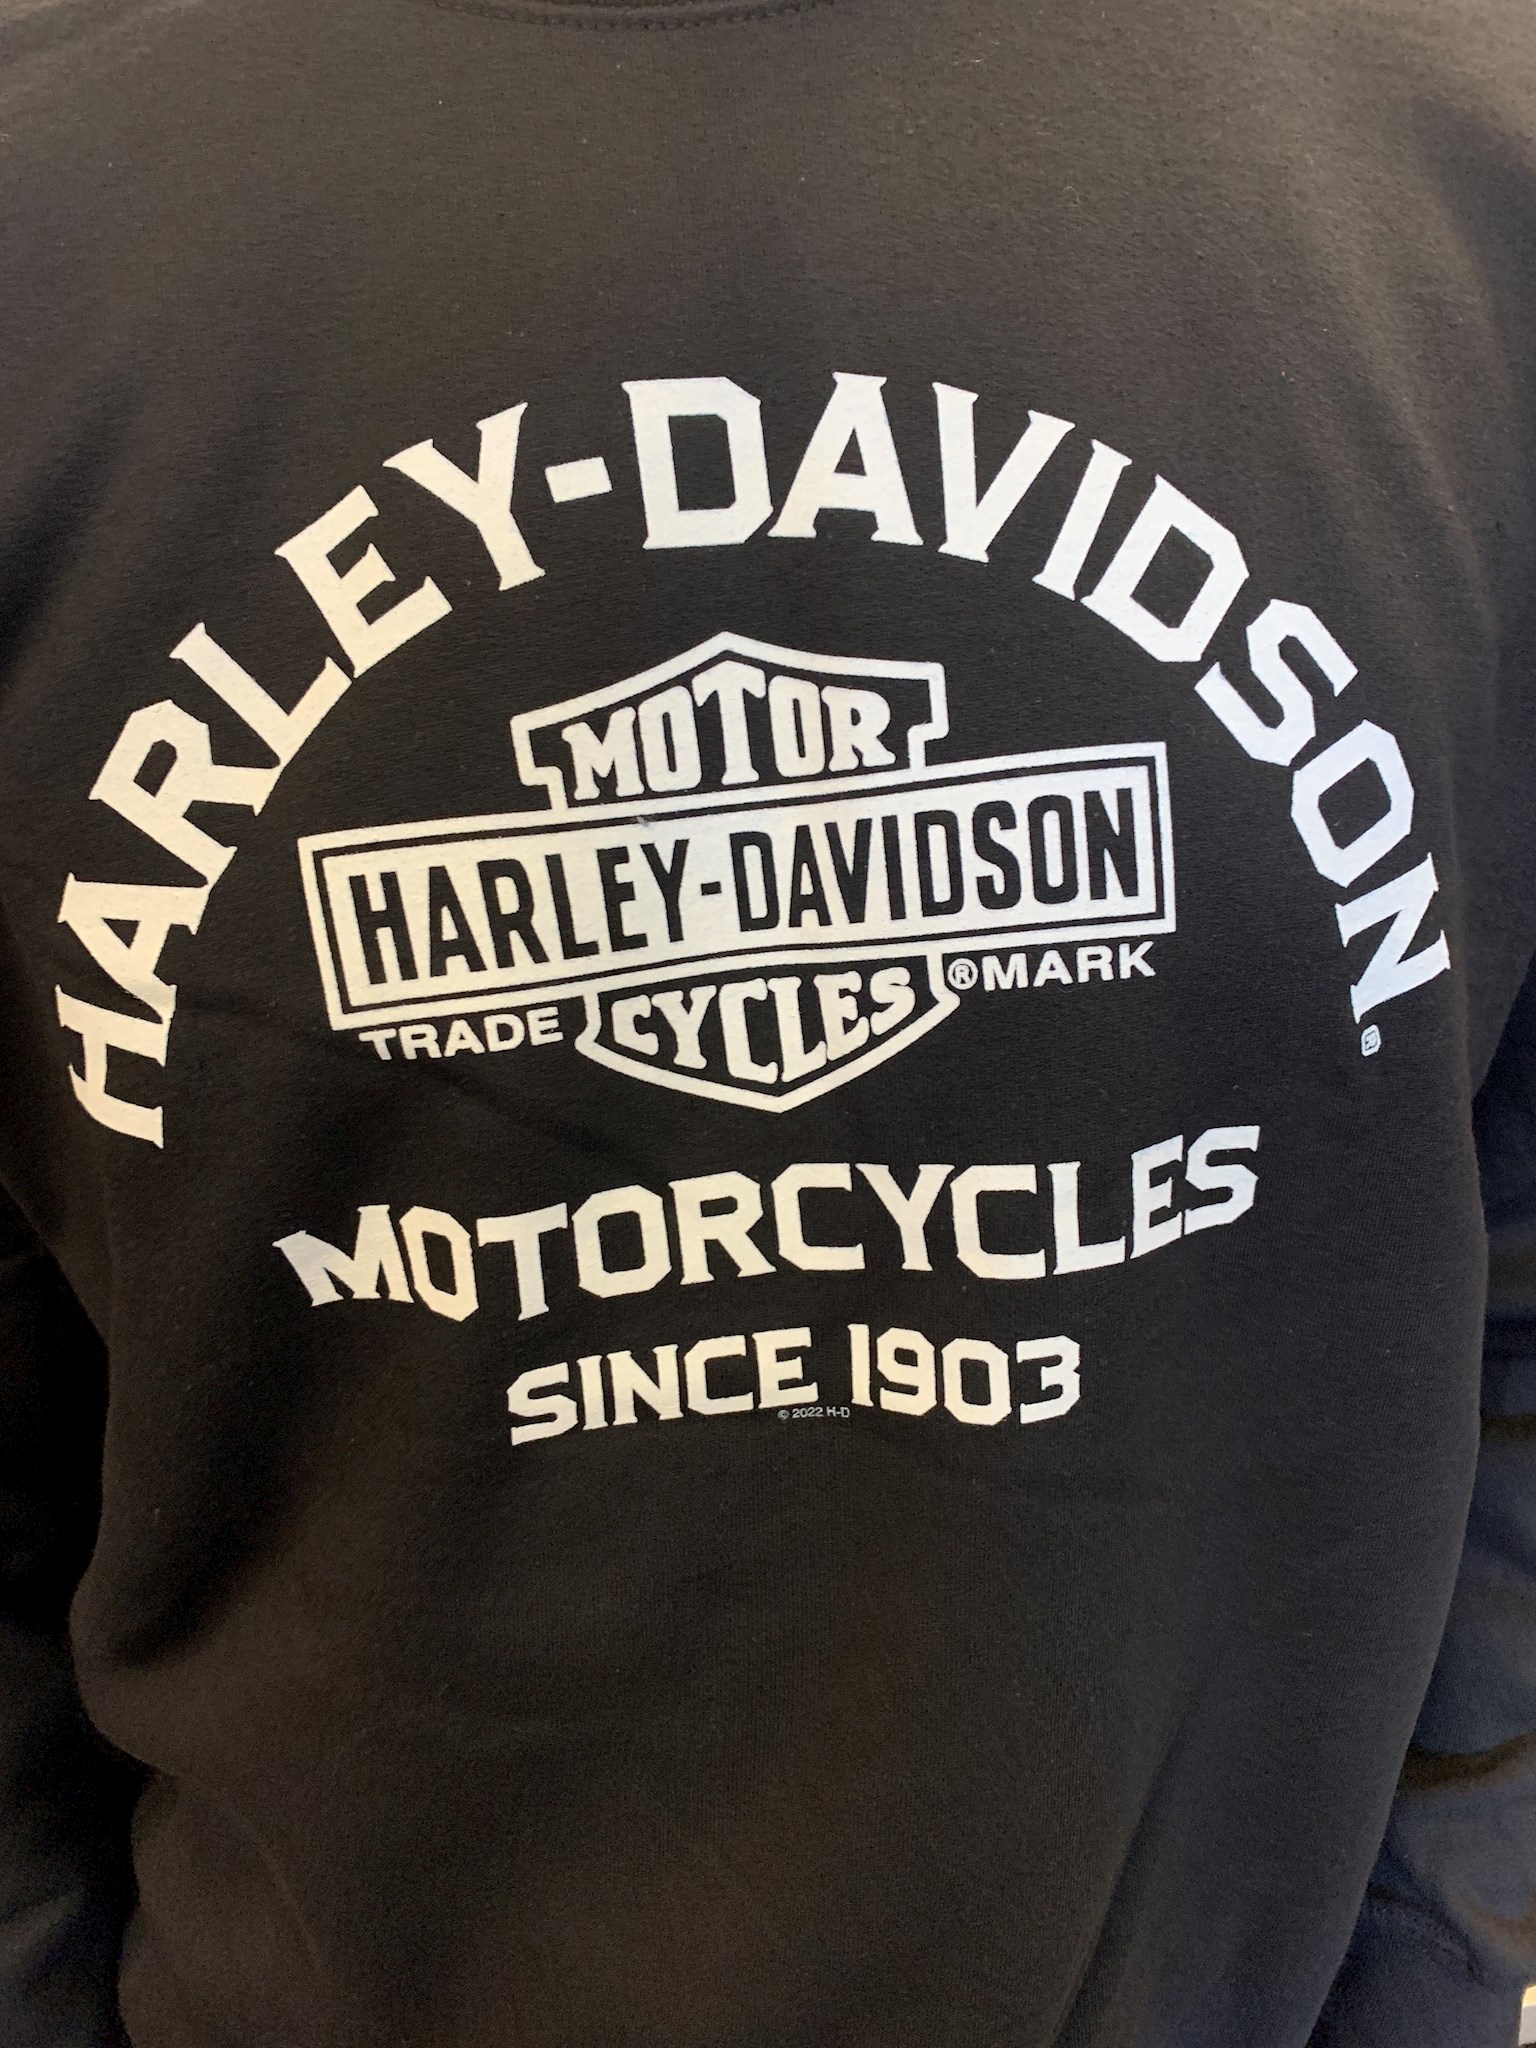 HARLEY-DAVIDSON
MOTOR
HARLEY-DAVIDSON
TRADE CYCLES ®MARK
MOTORCYCLES
SINCE 1903
© 2022 H-D